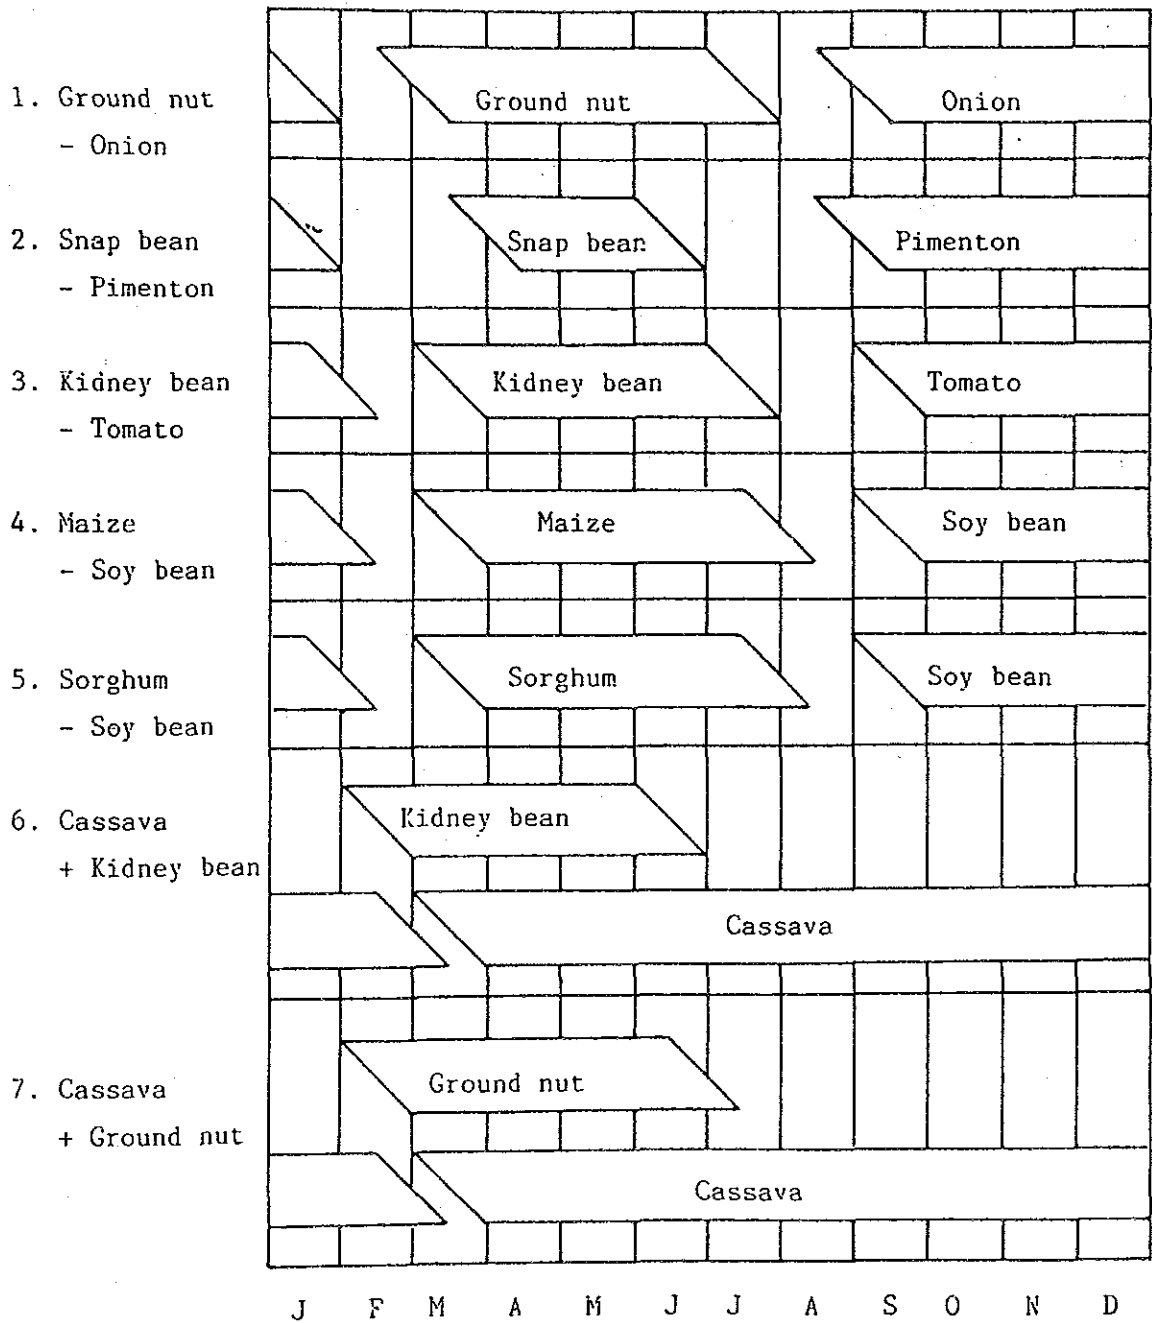 1. Ground nut
- Onion
Ground nut
Onion
2. Snap bean
- Pimenton
Snap bean
Pimenton
3. Kidney bean
- Tomato
Kidney bean
Tomato
4. Maize
- Soy bean
Maize
Soy bean
5. Sorghum
- Soy bean
Sorghum
Soy bean
6. Cassava
+ Kidney bean
Kidney bean
Cassava
7. Cassava
+ Ground nut
Ground nut
Cassava
J F M A M J J A S O N D